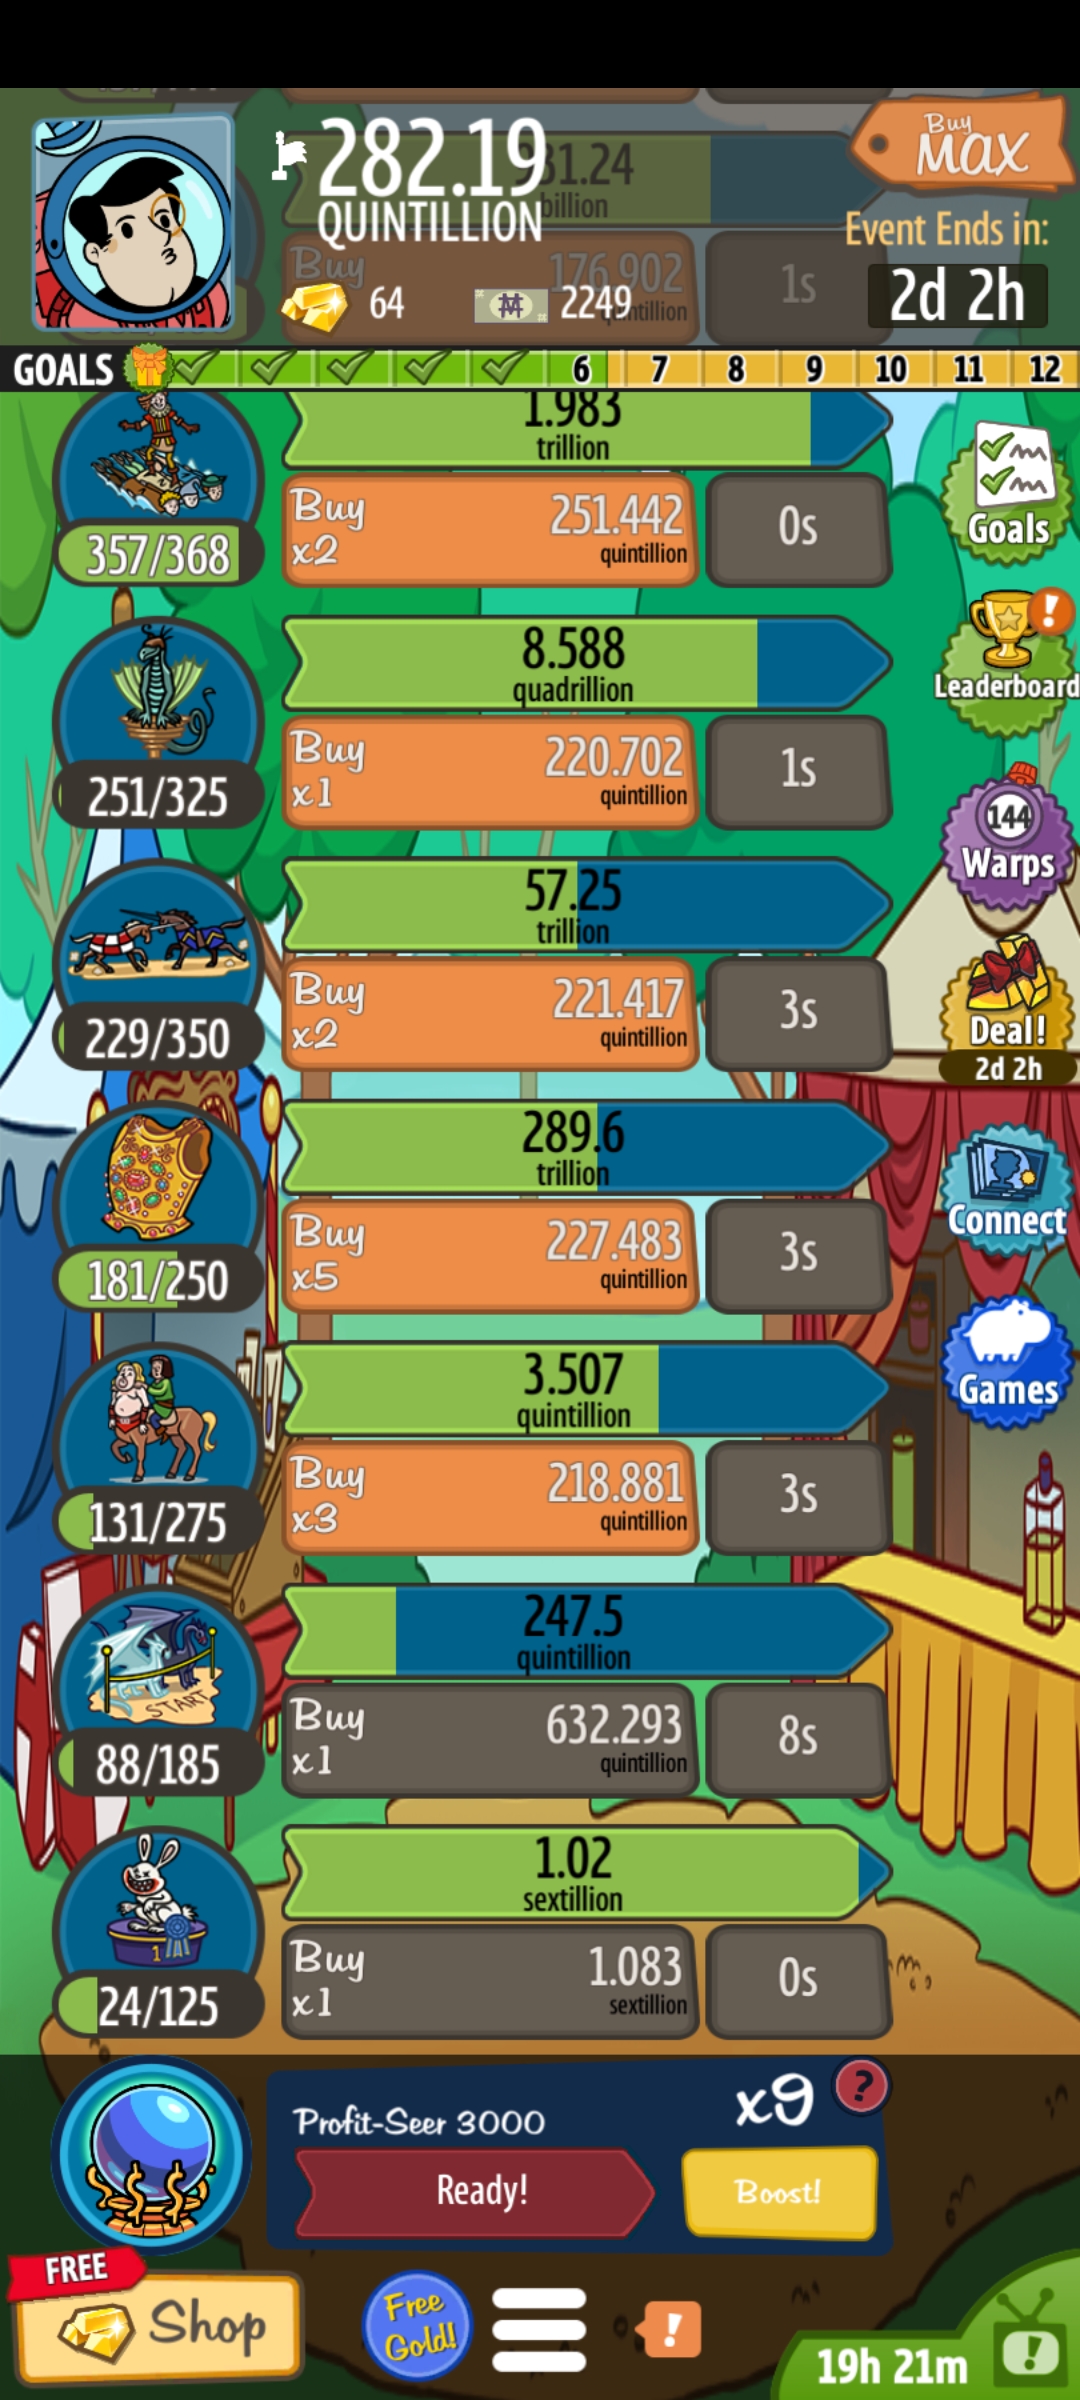 282.19
QUINTILLION
931.24
billion
Buy
MAX
Event Ends in:
2d 2h
Buy
176.902
quintillion
1s
64
2249
GOALS
6
7
8
9
10
11
12
1.983
trillion
357/368
Buy
x2
251.442
quintillion
0s
Goals
8.588
quadrillion
251/325
Buy
x1
220.702
quintillion
1s
Leaderboard
!
57.25
trillion
229/350
Buy
x2
221.417
quintillion
3s
144
Warps
Deal!
2d 2h
289.6
trillion
181/250
Buy
x5
227.483
quintillion
3s
Connect
3.507
quintillion
131/275
Buy
x3
218.881
quintillion
3s
Games
247.5
quintillion
START
88/185
Buy
x1
632.293
quintillion
8s
1.02
sextillion
1
24/125
Buy
x1
1.083
sextillion
0s
Profit-Seer 3000
x9
?
Ready!
Boost!
FREE
Shop
Free
Gold!
!
19h 21m
!